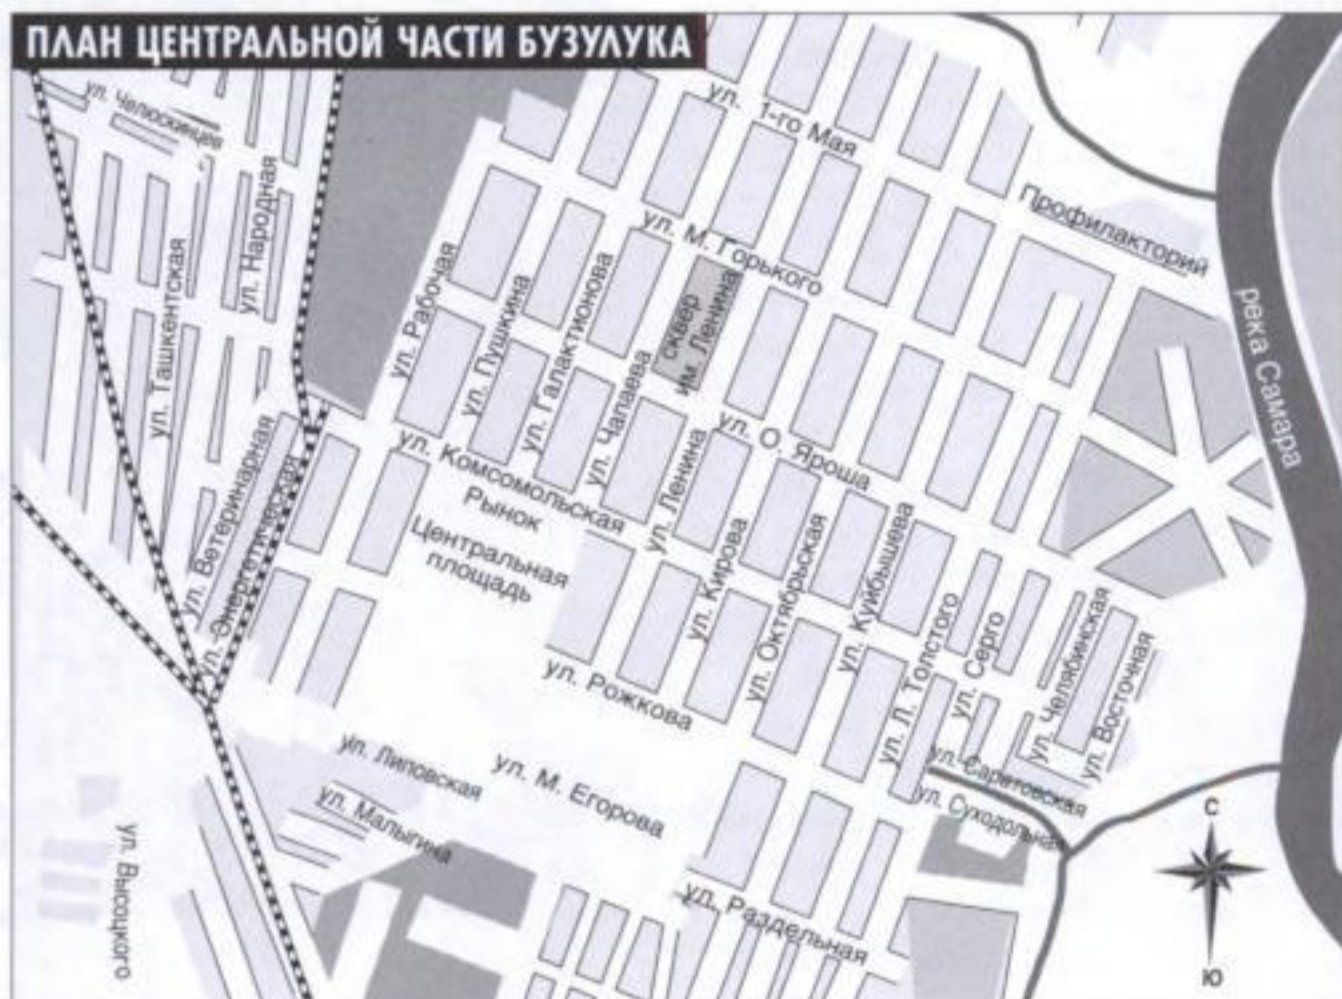 ПЛАН ЦЕНТРАЛЬНОЙ ЧАСТИ БУЗУЛУКА
ул. Челюскинцев
ул. 1-го Мая
ул. Народная
Профилакторий
ул. М. Горького
ул. Ташкентская
ул. Рабочая
ул. Пушкина
ул. Галактионова
сквер
им. Ленина
река Самара
ул. Чапаева
ул. О. Яроша
ул. Комсомольская
Рынок
ул. Ленина
ул. Ветеринарная
ул. Энергетическая
Центральная
площадь
ул. Кирова
ул. Октябрьская
ул. Куйбышева
ул. Л. Толстого
ул. Серго
ул. Челябинская
ул. Восточная
ул. Рожкова
ул. Липовская
ул. М. Егорова
ул. Саратовская
ул. Малыгина
ул. Суходольная
ул. Высоцкого
ул. Раздельная
С
Ю